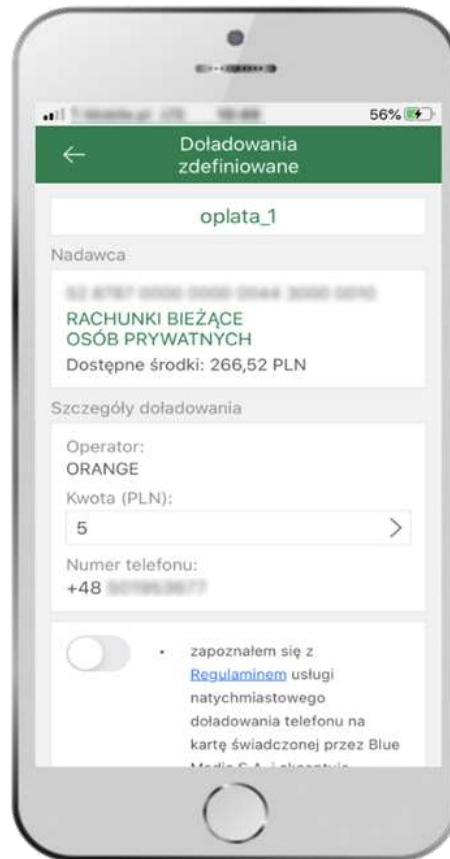 56%
Doładowania
zdefiniowane
oplata_1
Nadawca
RACHUNKI BIEŻĄCE
OSÓB PRYWATNYCH
Dostępne środki: 266,52 PLN
Szczegóły doładowania
Operator:
ORANGE
Kwota (PLN):
5
Numer telefonu:
+48
• zapoznałem się z
Regulaminem usługi
natychmiastowego
doładowania telefonu na
kartę świadczonej przez Blue